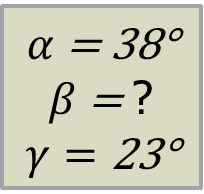 α = 38°
β = ?
γ = 23°